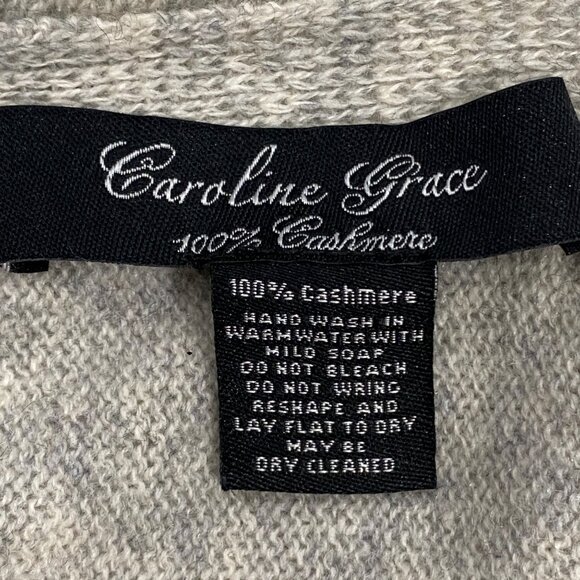 Caroline Grace
100% Cashmere
100% Cashmere
HAND WASH IN
WARMWATER WITH
MILD SOAP
DO NOT BLEACH
DO NOT WRING
RESHAPE AND
LAY FLAT TO DRY
MAY BE
DRY CLEANED